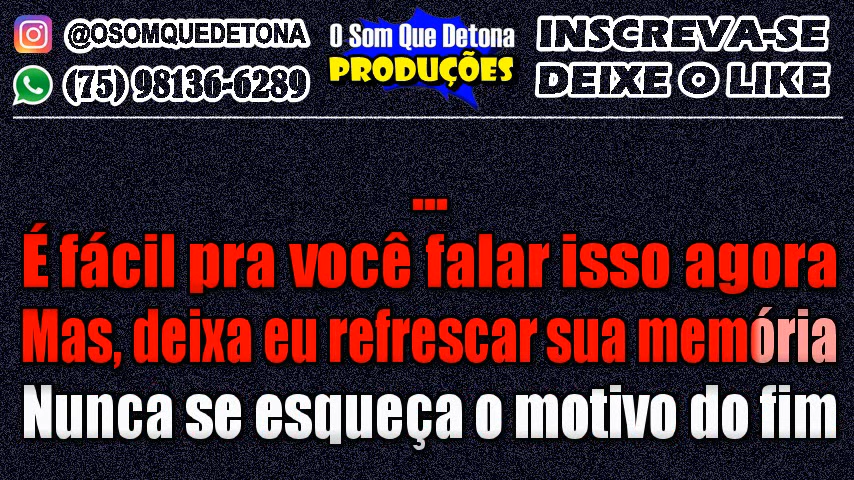 @OSOMQUEDETONA
(75) 98136-6289
O Som Que Detona
PRODUÇÕES
INSCREVA-SE
DEIXE O LIKE
...
É fácil pra você falar isso agora
Mas, deixa eu refrescar sua memória
Nunca se esqueça o motivo do fim